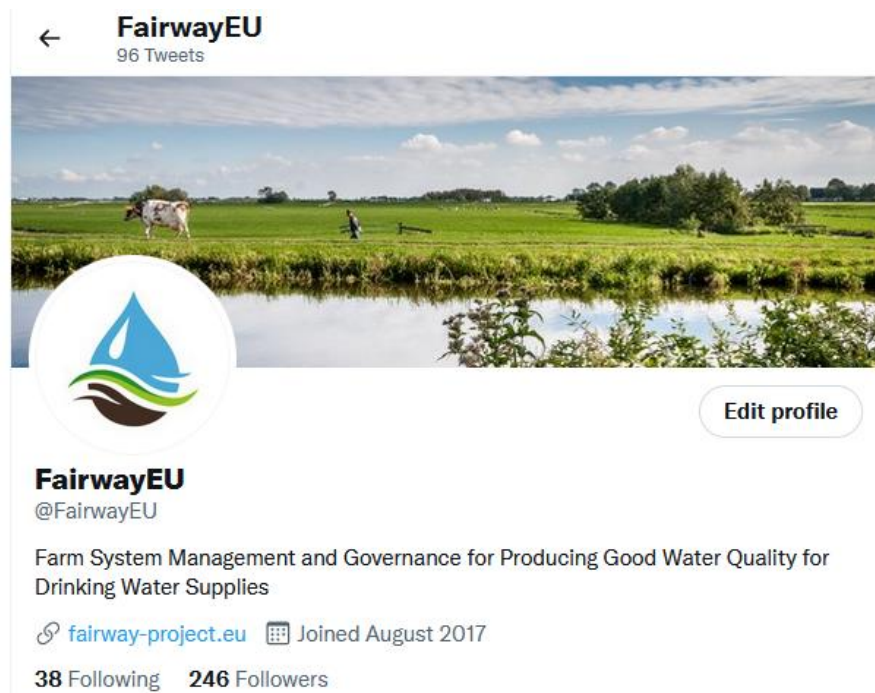 FairwayEU
96 Tweets
Edit profile
FairwayEU
@FairwayEU
Farm System Management and Governance for Producing Good Water Quality for
Drinking Water Supplies
fairway-project.eu Joined August 2017
38 Following 246 Followers